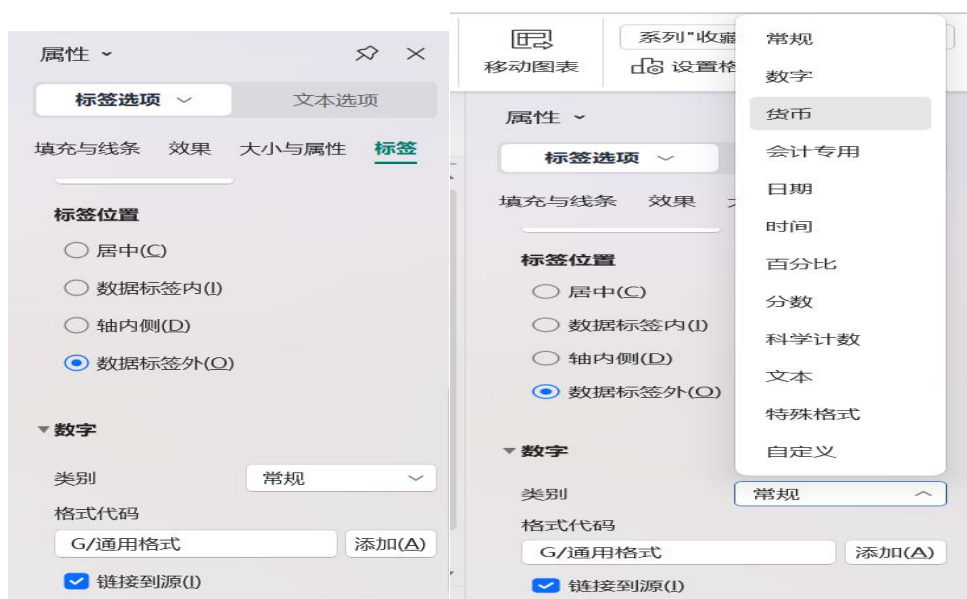 属性
标签选项
文本选项
填充与线条 效果 大小与属性 标签
标签位置
居中(C)
数据标签内(I)
轴内侧(D)
数据标签外(O)
数字
类别
常规
格式代码
G/通用格式
添加(A)
链接到源(I)
移动图表
系列"收藏
设置格
属性
标签选项
填充与线条 效果
标签位置
居中(C)
数据标签内(I)
轴内侧(D)
数据标签外(O)
数字
类别
常规
格式代码
G/通用格式
添加(A)
链接到源(I)
常规
数字
货币
会计专用
日期
时间
百分比
分数
科学计数
文本
特殊格式
自定义